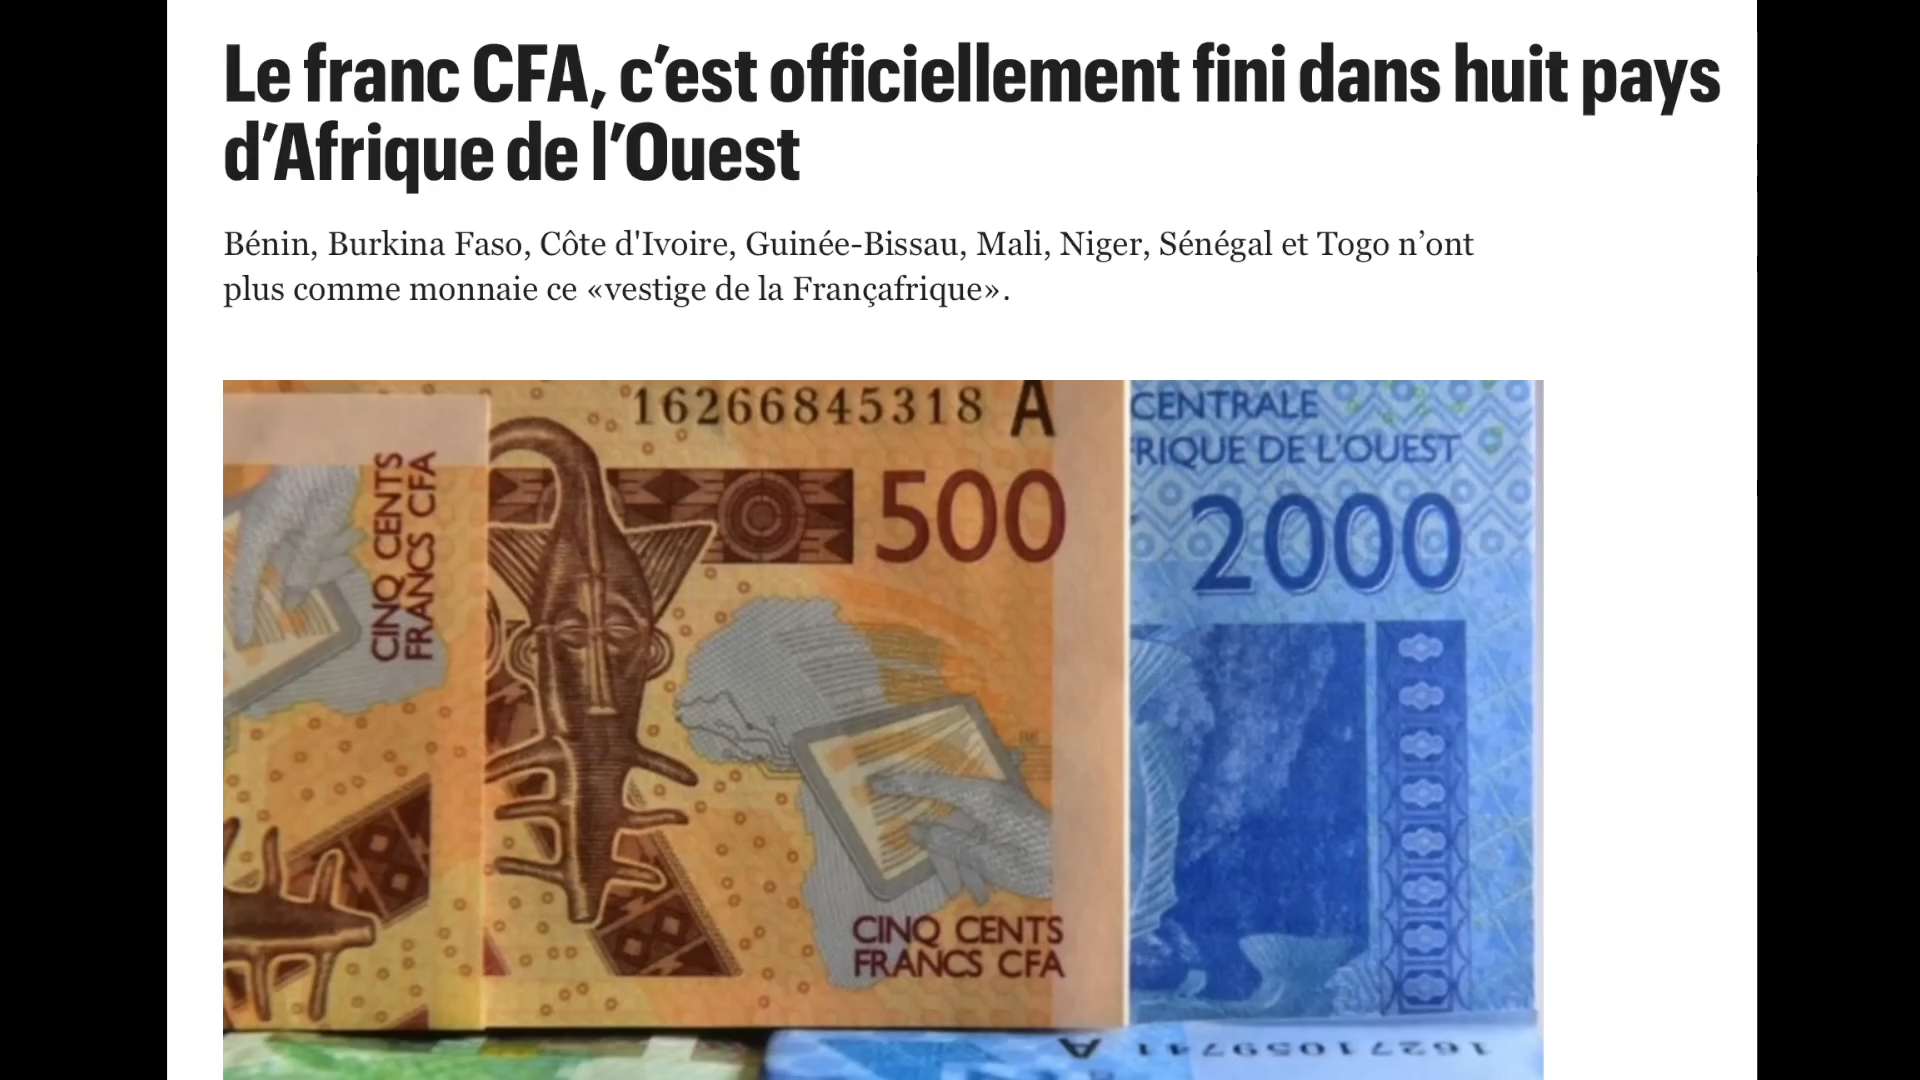 Le franc CFA, c’est officiellement fini dans huit pays
d’Afrique de l’Ouest
Bénin, Burkina Faso, Côte d'Ivoire, Guinée-Bissau, Mali, Niger, Sénégal et Togo n’ont
plus comme monnaie ce «vestige de la Françafrique».
16266845318 A
CENTRALE
RIQUE DE L'OUEST
500
2000
CINQ CENTS
FRANCS CFA
CINQ CENTS
FRANCS CFA
16271059741 A